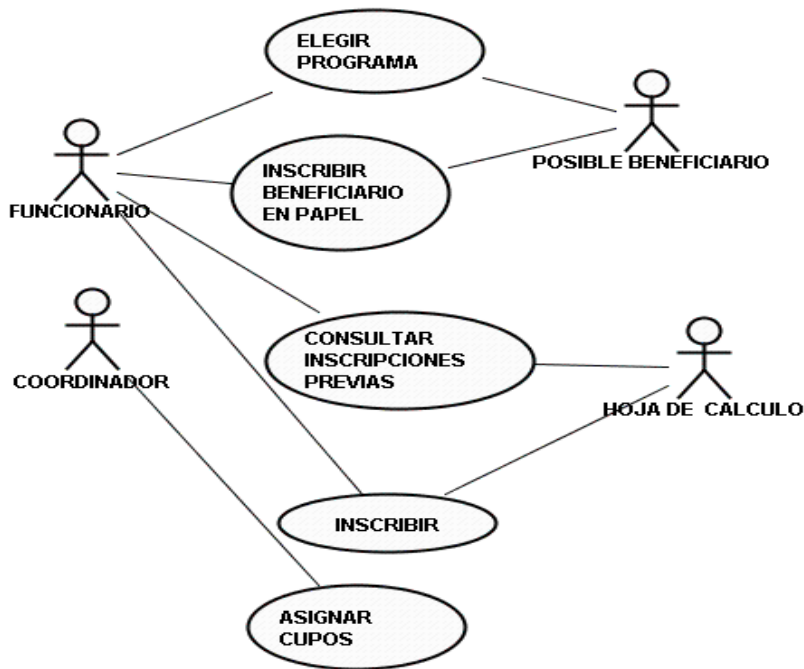 ELEGIR
PROGRAMA
POSIBLE BENEFICIARIO
INSCRIBIR
BENEFICIARIO
EN PAPEL
FUNCIONARIO
CONSULTAR
INSCRIPCIONES
PREVIAS
COORDINADOR
HOJA DE CALCULO
INSCRIBIR
ASIGNAR
CUPOS